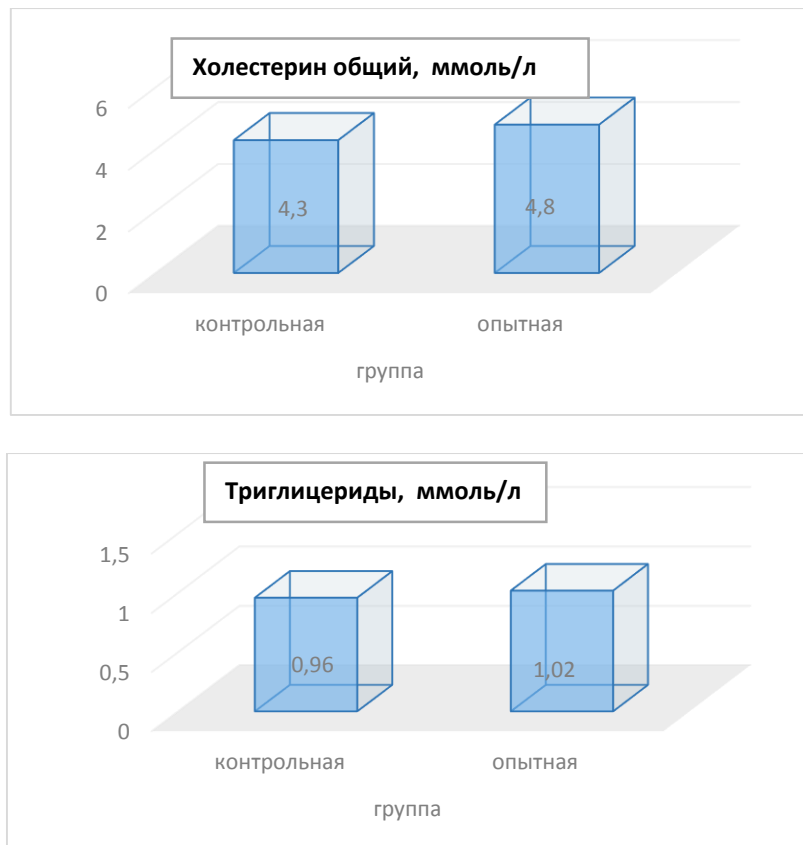 Холестерин общий, ммоль/л
6
4
2
0
4,3
4,8
контрольная
опытная
группа
Триглицериды, ммоль/л
1,5
1
0,5
0
0,96
1,02
контрольная
опытная
группа